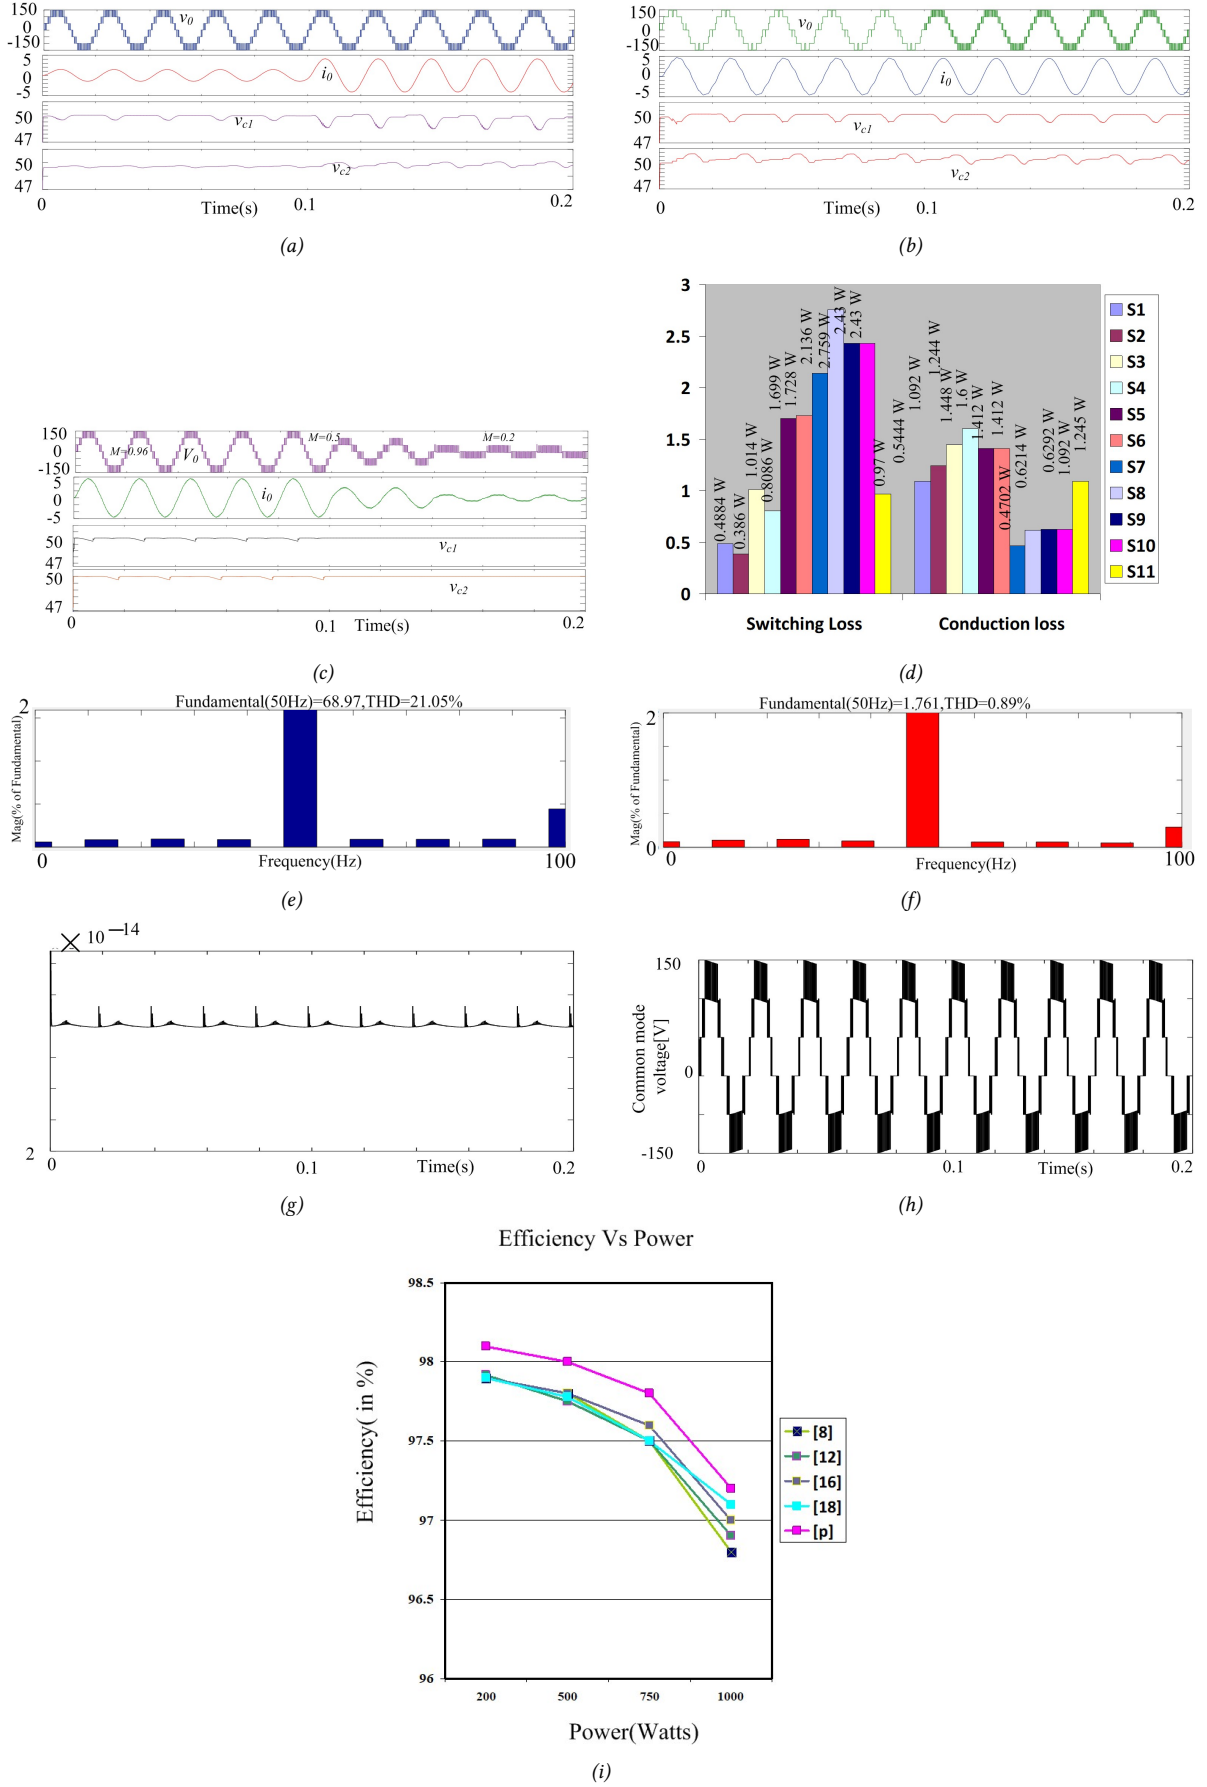 150
0
-150
v0
5
0
-5
i0
50
47
vc1
50
47
vc2
0
Time(s)
0.1
0.2
(a)
150
0
-150
v0
5
0
-5
i0
50
47
vc1
50
47
vc2
0
Time(s)
0.1
0.2
(b)
150
0
-150
M=0.96
V0
M=0.5
M=0.2
5
0
-5
i0
50
47
vc1
50
47
vc2
0
0.1
Time(s)
0.2
(c)
3
2.5
2
1.5
1
0.5
0
0.4884 W
0.386 W
1.014 W
0.8086 W
1.699 W
1.728 W
2.136 W
2.759 W
2.43 W
2.43 W
0.97 W
0.5444 W
1.092 W
1.244 W
1.448 W
1.6 W
1.412 W
1.412 W
0.4702 W
0.6214 W
0.6292 W
1.092 W
1.245 W
Switching Loss
Conduction loss
S1
S2
S3
S4
S5
S6
S7
S8
S9
S10
S11
(d)
Fundamental(50Hz)=68.97,THD=21.05%
2
Mag(% of Fundamental)
0
Frequency(Hz)
100
(e)
Fundamental(50Hz)=1.761,THD=0.89%
2
Mag(% of Fundamental)
0
0
Frequency(Hz)
100
(f)
× 10 −14
2
0
0.1
Time(s)
0.2
(g)
150
0
-150
Common mode
voltage[V]
0
0.1
Time(s)
0.2
(h)
Efficiency Vs Power
98.5
98
97.5
97
96.5
96
Efficiency( in %)
200
500
750
1000
Power(Watts)
[8]
[12]
[16]
[18]
[p]
(i)